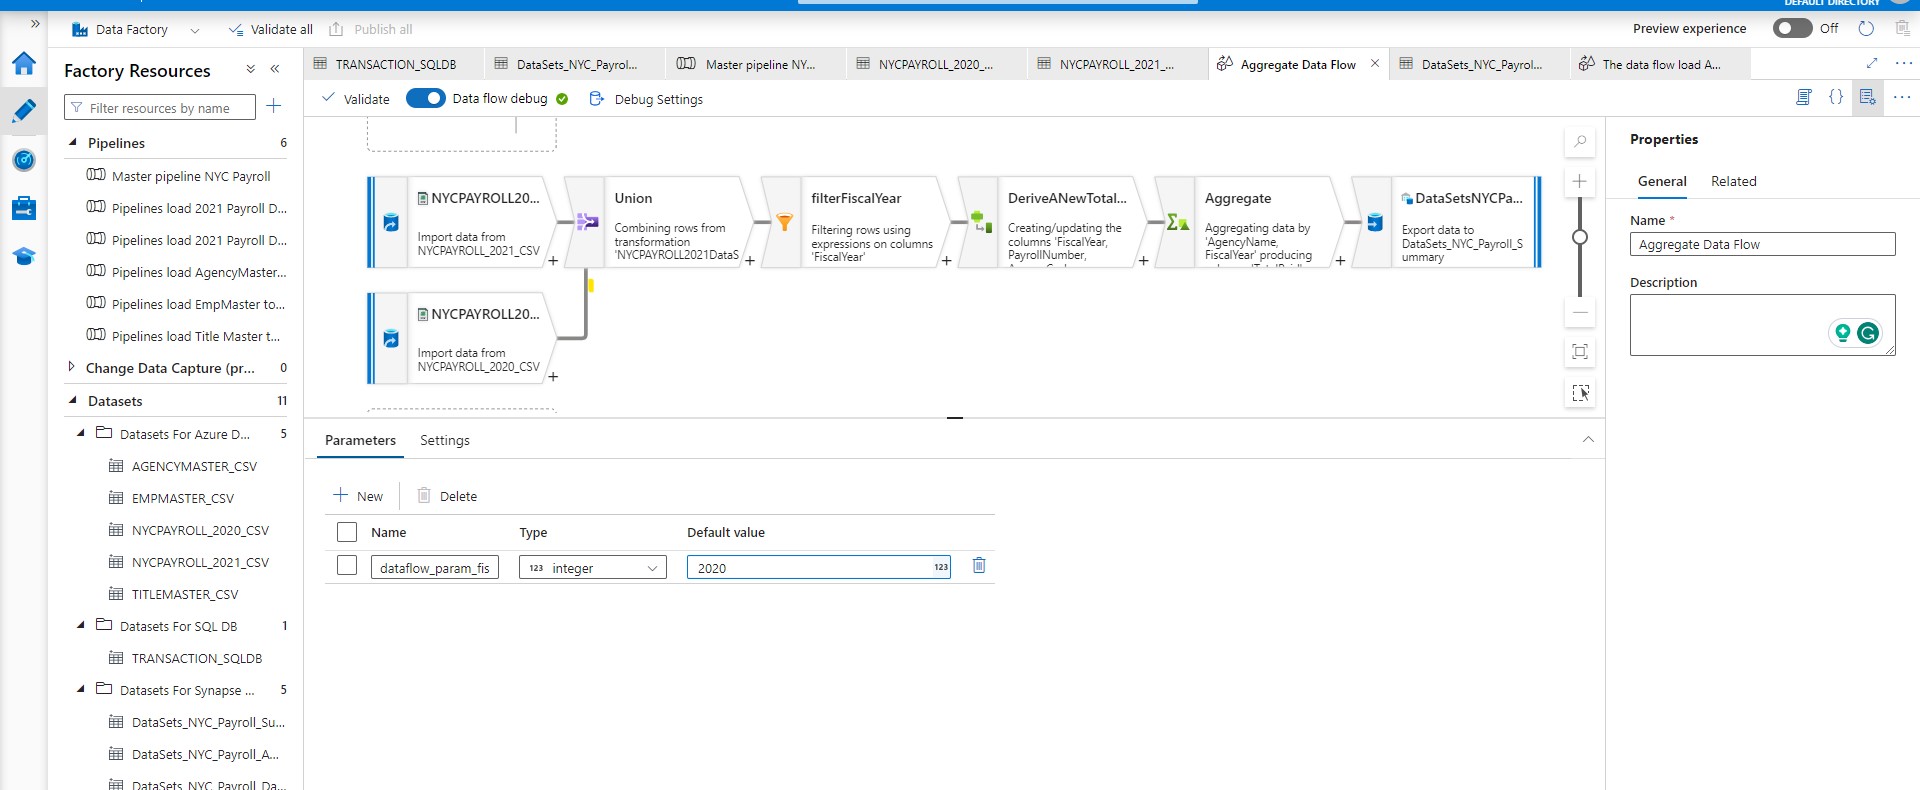 DEFAULT DIRECTORY
Data Factory
Validate all
Publish all
Preview experience
Off
Factory Resources
Filter resources by name
Pipelines 6
Master pipeline NYC Payroll
Pipelines load 2021 Payroll D...
Pipelines load 2021 Payroll D...
Pipelines load AgencyMaster...
Pipelines load EmpMaster to...
Pipelines load Title Master t...
Change Data Capture (pr... 0
Datasets 11
Datasets For Azure D... 5
AGENCYMASTER_CSV
EMPMASTER_CSV
NYCPAYROLL_2020_CSV
NYCPAYROLL_2021_CSV
TITLEMASTER_CSV
Datasets For SQL DB 1
TRANSACTION_SQLDB
Datasets For Synapse ... 5
DataSets_NYC_Payroll_Su...
DataSets_NYC_Payroll_A...
DataSets_NYC_Payroll_Da...
TRANSACTION_SQLDB
DataSets_NYC_Payrol...
Master pipeline NY...
NYCPAYROLL_2020_...
NYCPAYROLL_2021_...
Aggregate Data Flow
DataSets_NYC_Payrol...
The data flow load A...
Validate
Data flow debug
Debug Settings
NYCPAYROLL20...
Import data from
NYCPAYROLL_2021_CSV
Union
Combining rows from
transformation
'NYCPAYROLL2021DataS
filterFiscalYear
Filtering rows using
expressions on columns
'FiscalYear'
DeriveANewTotal...
Creating/updating the
columns 'FiscalYear,
PayrollNumber,
Aggregate
Aggregating data by
'AgencyName,
FiscalYear' producing
DataSetsNYCPa...
Export data to
DataSets_NYC_Payroll_S
ummary
NYCPAYROLL20...
Import data from
NYCPAYROLL_2020_CSV
Parameters
Settings
New
Delete
Name Type Default value
dataflow_param_fis 123 integer 2020 123
Properties
General
Related
Name *
Aggregate Data Flow
Description